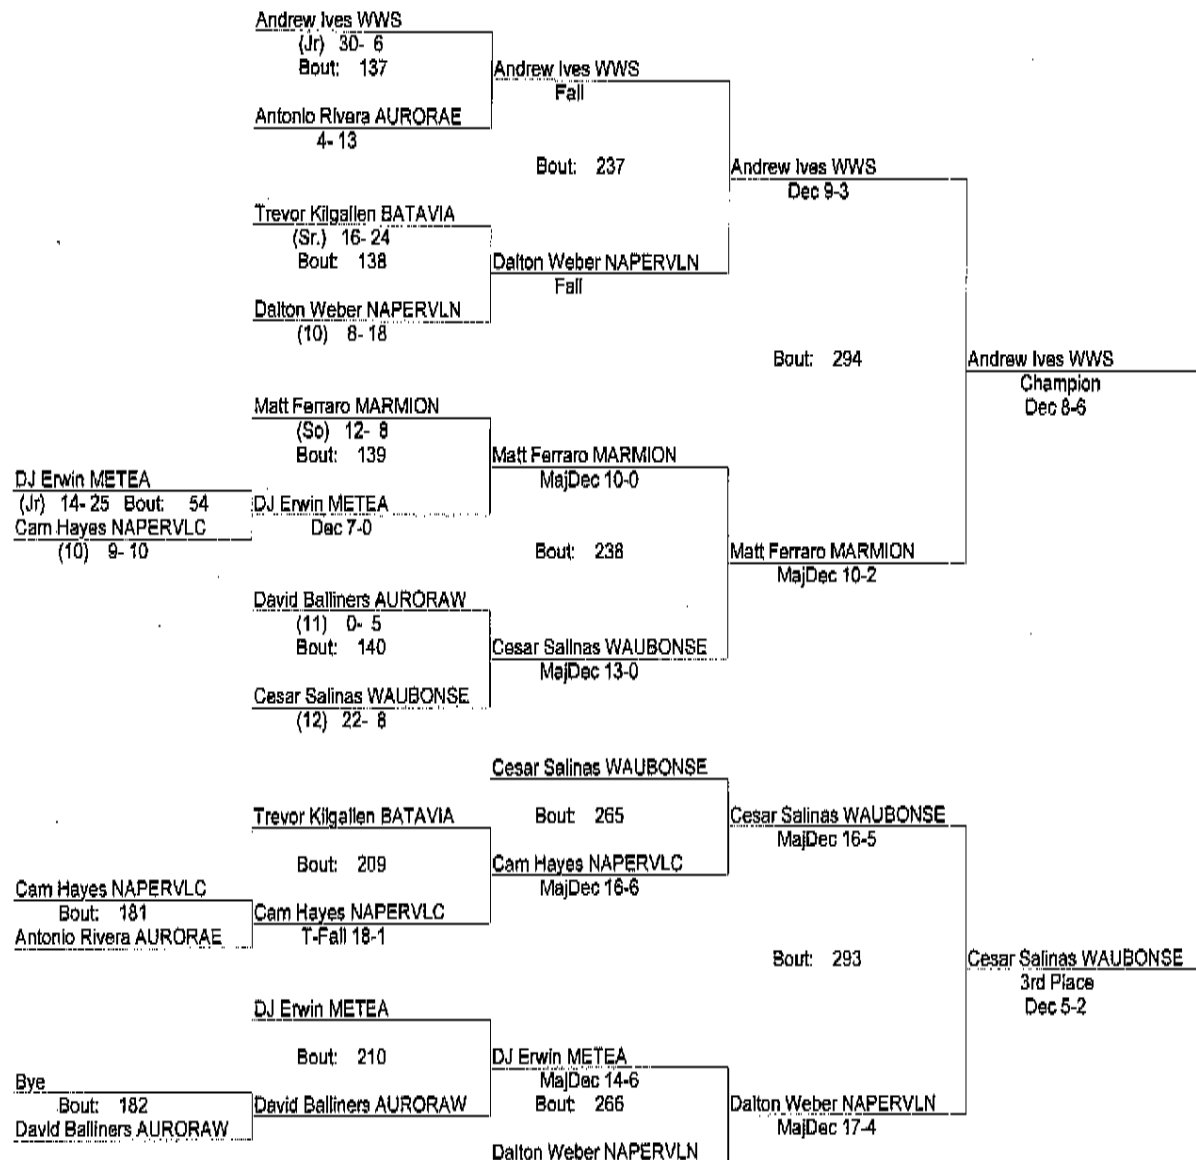 Andrew Ives WWS
(Jr) 30- 6
Bout: 137
Andrew Ives WWS
Fall
Antonio Rivera AURORAE
4- 13
Bout: 237
Andrew Ives WWS
Dec 9-3
Trevor Kilgallen BATAVIA
(Sr.) 16- 24
Bout: 138
Dalton Weber NAPERVLN
Fall
Dalton Weber NAPERVLN
(10) 8- 18
Bout: 294
Andrew Ives WWS
Champion
Dec 8-6
Matt Ferraro MARMION
(So) 12- 8
Bout: 139
Matt Ferraro MARMION
MajDec 10-0
DJ Erwin METEA
(Jr) 14- 25 Bout: 54
DJ Erwin METEA
Dec 7-0
Cam Hayes NAPERVLC
(10) 9- 10
Bout: 238
Matt Ferraro MARMION
MajDec 10-2
David Balliners AURORAW
(11) 0- 5
Bout: 140
Cesar Salinas WAUBONSE
MajDec 13-0
Cesar Salinas WAUBONSE
(12) 22- 8
Cesar Salinas WAUBONSE
Bout: 265
Cesar Salinas WAUBONSE
MajDec 16-5
Trevor Kilgallen BATAVIA
Bout: 209
Cam Hayes NAPERVLC
MajDec 16-6
Cam Hayes NAPERVLC
Bout: 181
Cam Hayes NAPERVLC
T-Fall 18-1
Antonio Rivera AURORAE
Bout: 293
Cesar Salinas WAUBONSE
3rd Place
Dec 5-2
DJ Erwin METEA
Bout: 210
DJ Erwin METEA
MajDec 14-6
Bye
Bout: 182
David Balliners AURORAW
David Balliners AURORAW
Bout: 266
Dalton Weber NAPERVLN
MajDec 17-4
Dalton Weber NAPERVLN